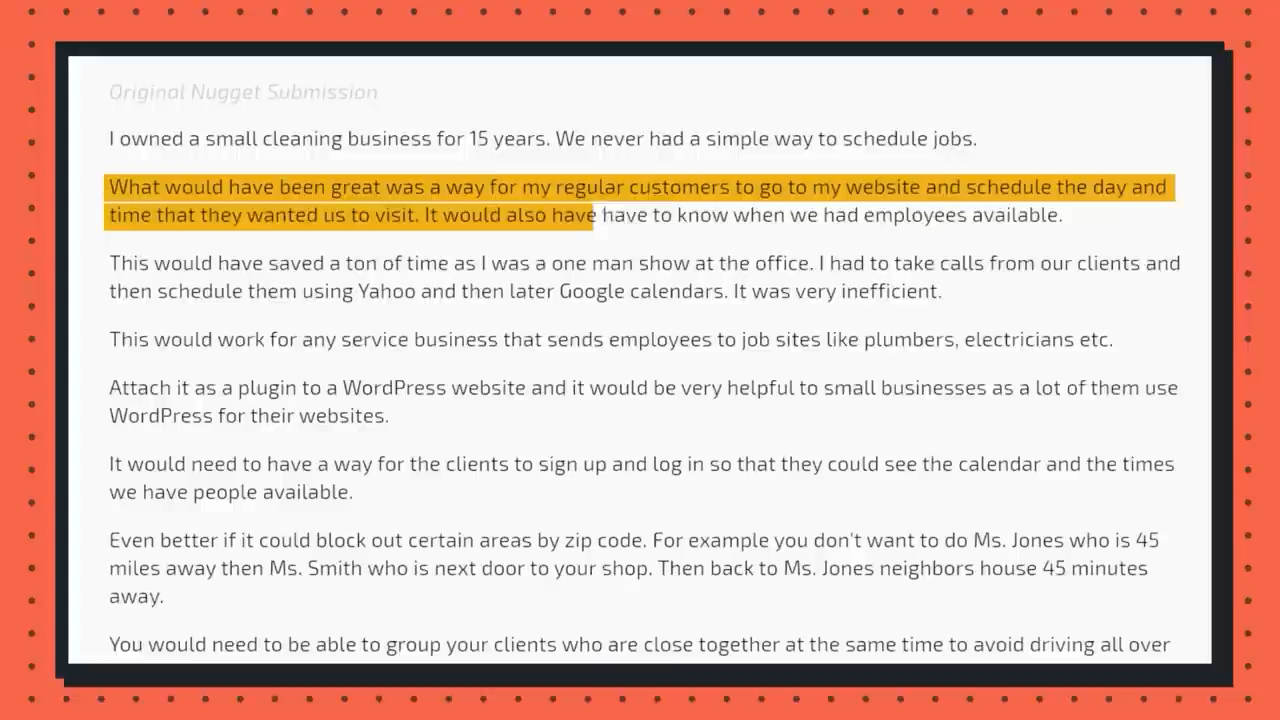 Original Nugget Submission
I owned a small cleaning business for 15 years. We never had a simple way to schedule jobs.
What would have been great was a way for my regular customers to go to my website and schedule the day and
time that they wanted us to visit. It would also have have to know when we had employees available.
This would have saved a ton of time as I was a one man show at the office. I had to take calls from our clients and
then schedule them using Yahoo and then later Google calendars. It was very inefficient.
This would work for any service business that sends employees to job sites like plumbers, electricians etc.
Attach it as a plugin to a WordPress website and it would be very helpful to small businesses as a lot of them use
WordPress for their websites.
It would need to have a way for the clients to sign up and log in so that they could see the calendar and the times
we have people available.
Even better if it could block out certain areas by zip code. For example you don't want to do Ms. Jones who is 45
miles away then Ms. Smith who is next door to your shop. Then back to Ms. Jones neighbors house 45 minutes
away.
You would need to be able to group your clients who are close together at the same time to avoid driving all over